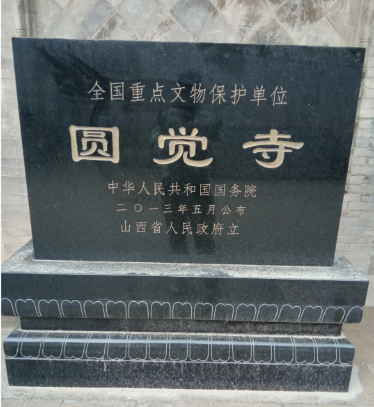 全国重点文物保护单位
圆觉寺
中华人民共和国国务院
二〇一三年五月公布
山西省人民政府立